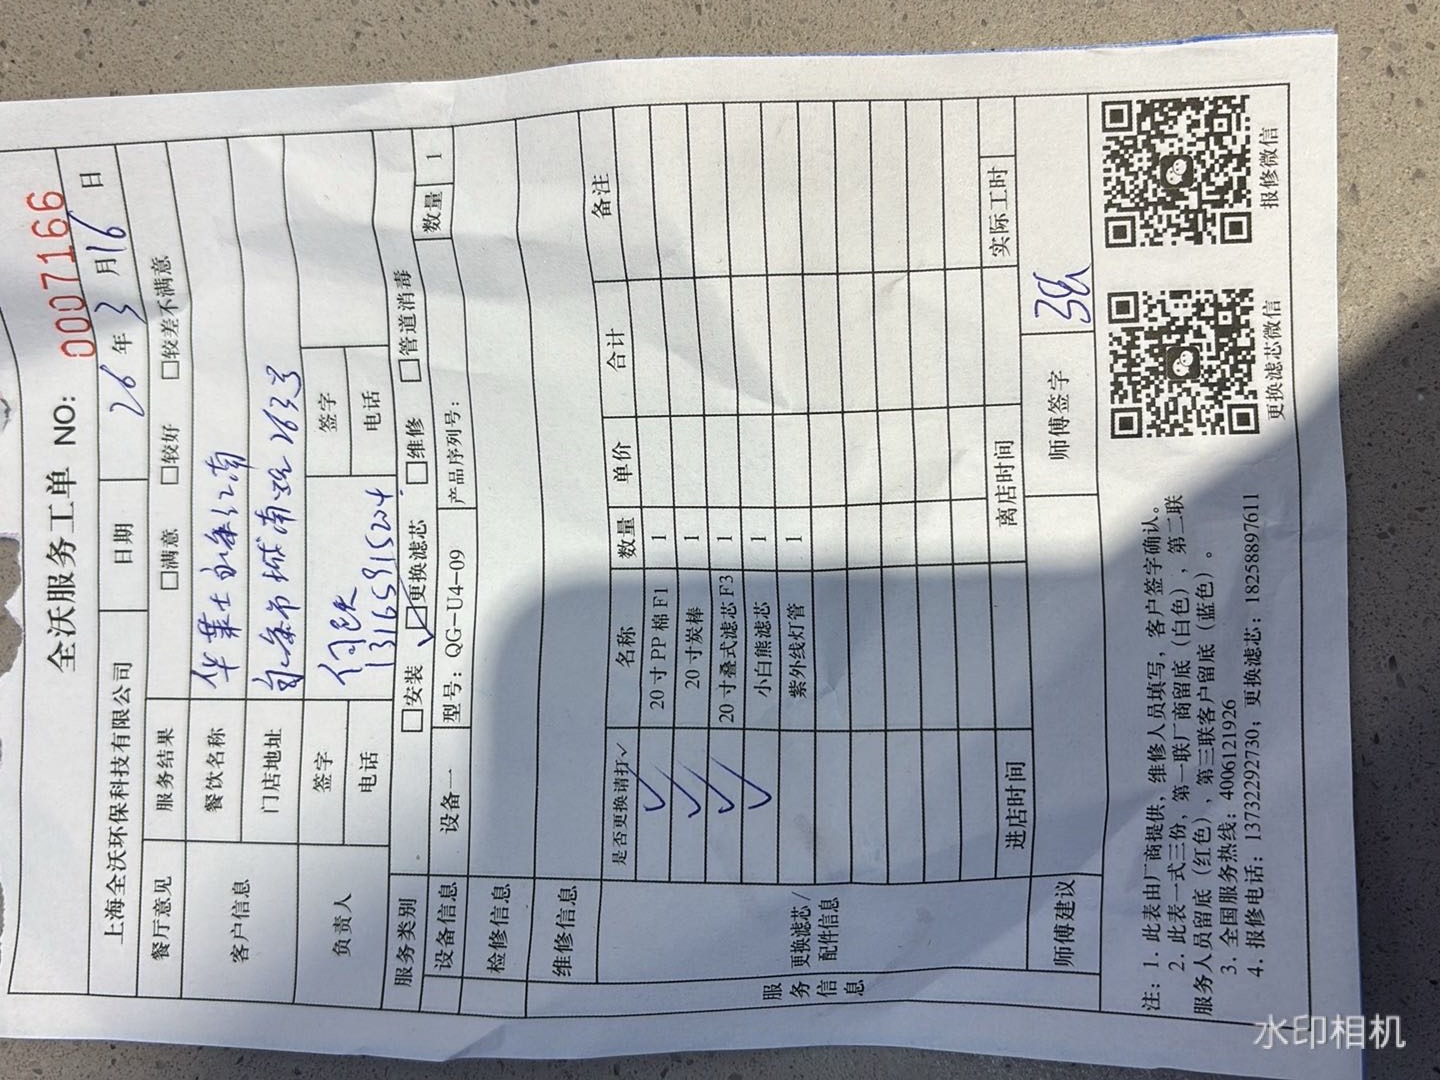 全沃服务工单 NO: 0007166
上海全沃环保科技有限公司 日期 26 年 3 月 16 日
餐厅意见 服务结果 □满意 □较好 □较差不满意
客户信息 餐饮名称 华莱士永来江南
门店地址 城南路263号
负责人 签字 签字
电话 13165915204 电话
服务类别 □安装 ☑更换滤芯 □维修 □管道消毒
设备信息 设备一 型号: QG-U4-09 产品序列号: 数量 1
检修信息
维修信息
服务信息
更换滤芯/配件信息
是否更换请打✓ 名称 数量 单价 合计 备注
✓ 20寸PP棉F1 1
✓ 20寸炭棒 1
✓ 20寸叠式滤芯F3 1
✓ 小白熊滤芯 1
紫外线灯管 1
进店时间 离店时间 实际工时
师傅建议 师傅签字
注: 1. 此表由厂商提供, 维修人员填写, 客户签字确认。
2. 此表一式三份, 第一联厂商留底 (白色) , 第二联
服务人员留底 (红色) , 第三联客户留底 (蓝色) 。
3. 全国服务热线: 4006121926
4. 报修电话: 13732292730; 更换滤芯: 18258897611
更换滤芯微信 报修微信
水印相机